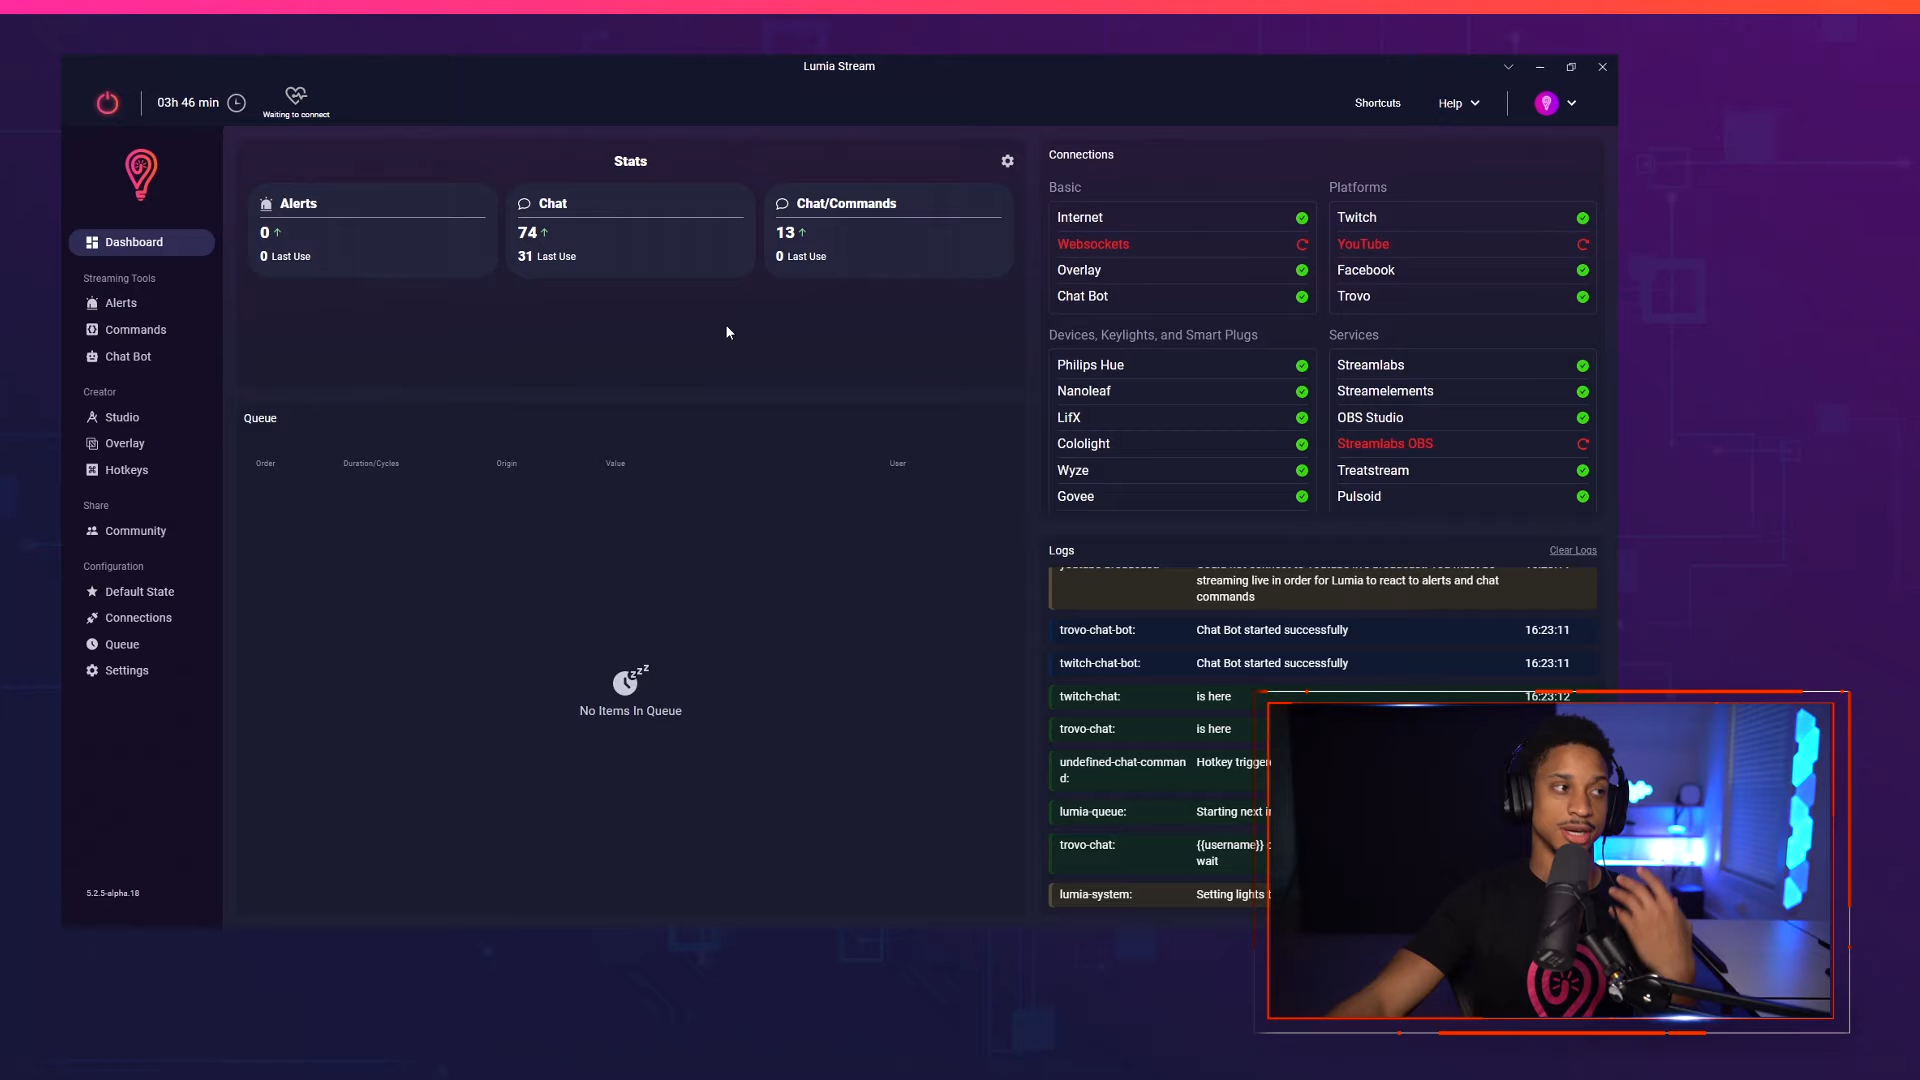 Lumia Stream
03h 46 min
Waiting to connect
Shortcuts
Help
Dashboard
Streaming Tools
Alerts
Commands
Chat Bot
Creator
Studio
Overlay
Hotkeys
Share
Community
Configuration
Default State
Connections
Queue
Settings
5.2.5-alpha.18
Stats
Alerts
0
0 Last Use
Chat
74
31 Last Use
Chat/Commands
13
0 Last Use
Queue
Order Duration/Cycles Origin Value User
No Items In Queue
Connections
Basic
Internet
Websockets
Overlay
Chat Bot
Platforms
Twitch
YouTube
Facebook
Trovo
Devices, Keylights, and Smart Plugs
Philips Hue
Nanoleaf
LifX
Cololight
Wyze
Govee
Services
Streamlabs
Streamelements
OBS Studio
Streamlabs OBS
Treatstream
Pulsoid
Logs
Clear Logs
streaming live in order for Lumia to react to alerts and chat
commands
trovo-chat-bot: Chat Bot started successfully 16:23:11
twitch-chat-bot: Chat Bot started successfully 16:23:11
twitch-chat: is here 16:23:12
trovo-chat: is here
undefined-chat-comman Hotkey trigger
d:
lumia-queue: Starting next
trovo-chat: {{username}}
wait
lumia-system: Setting lights